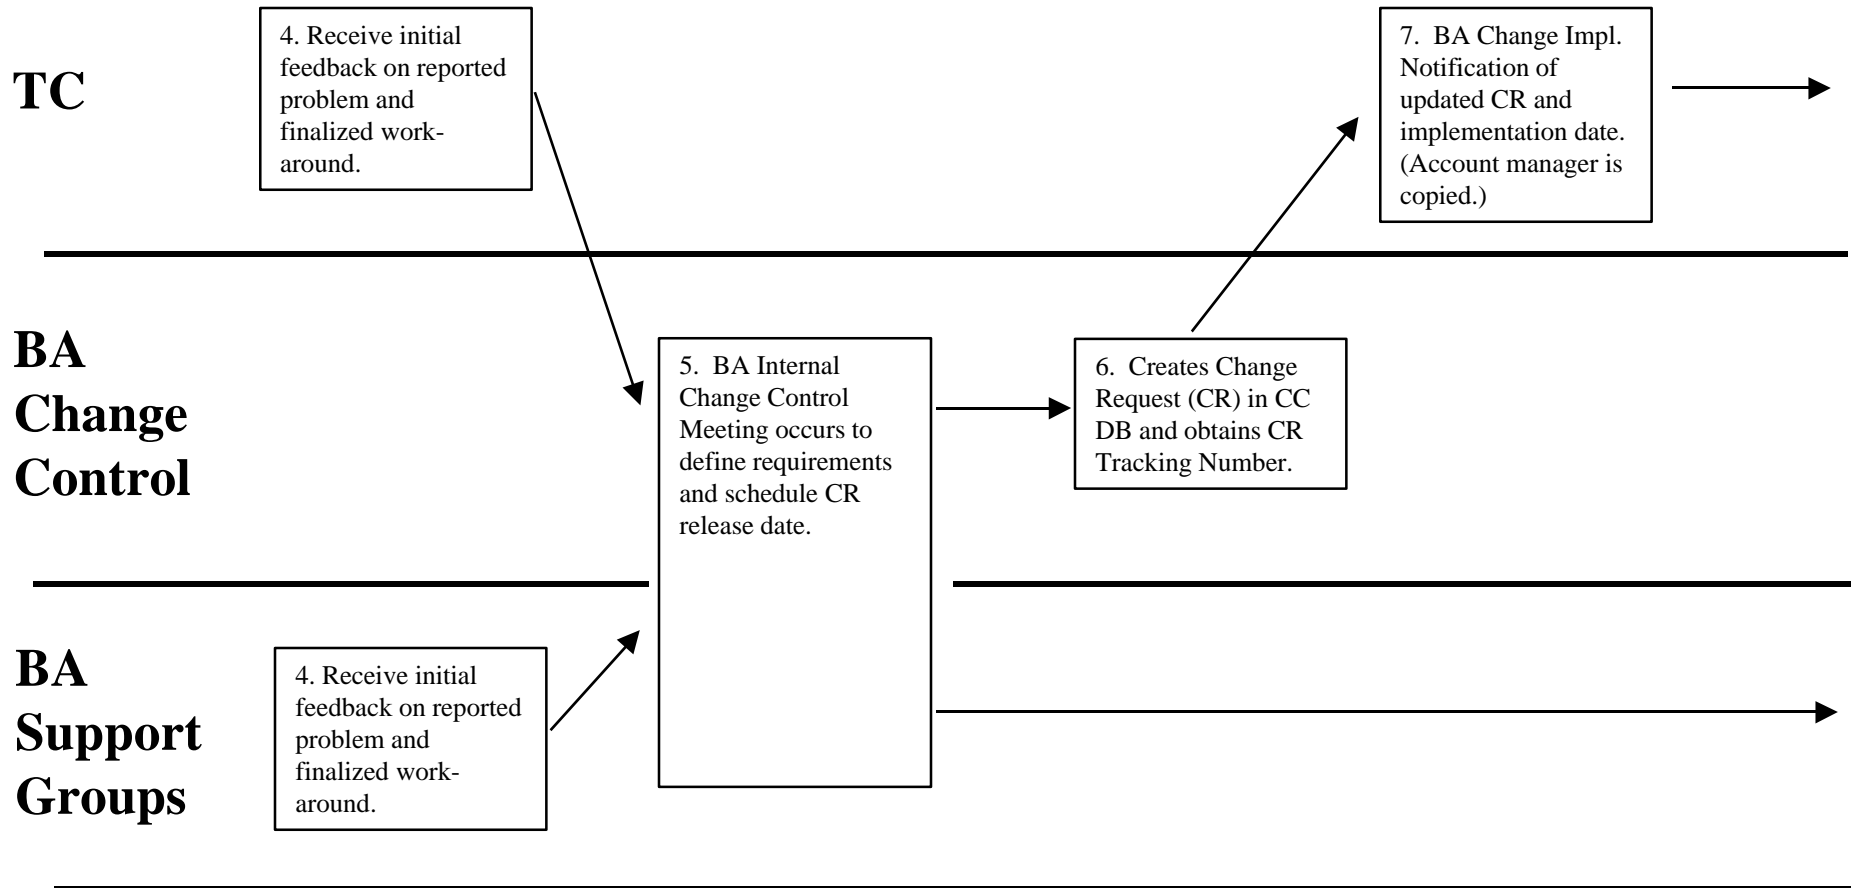 TC
4. Receive initial
feedback on reported
problem and
finalized work-
around.
7.  BA Change Impl.
Notification of
updated CR and
implementation date.
(Account manager is
copied.)
BA
Change
Control
5.  BA Internal
Change Control
Meeting occurs to
define requirements
and schedule CR
release date.
6.  Creates Change
Request (CR) in CC
DB and obtains CR
Tracking Number.
BA
Support
Groups
4. Receive initial
feedback on reported
problem and
finalized work-
around.